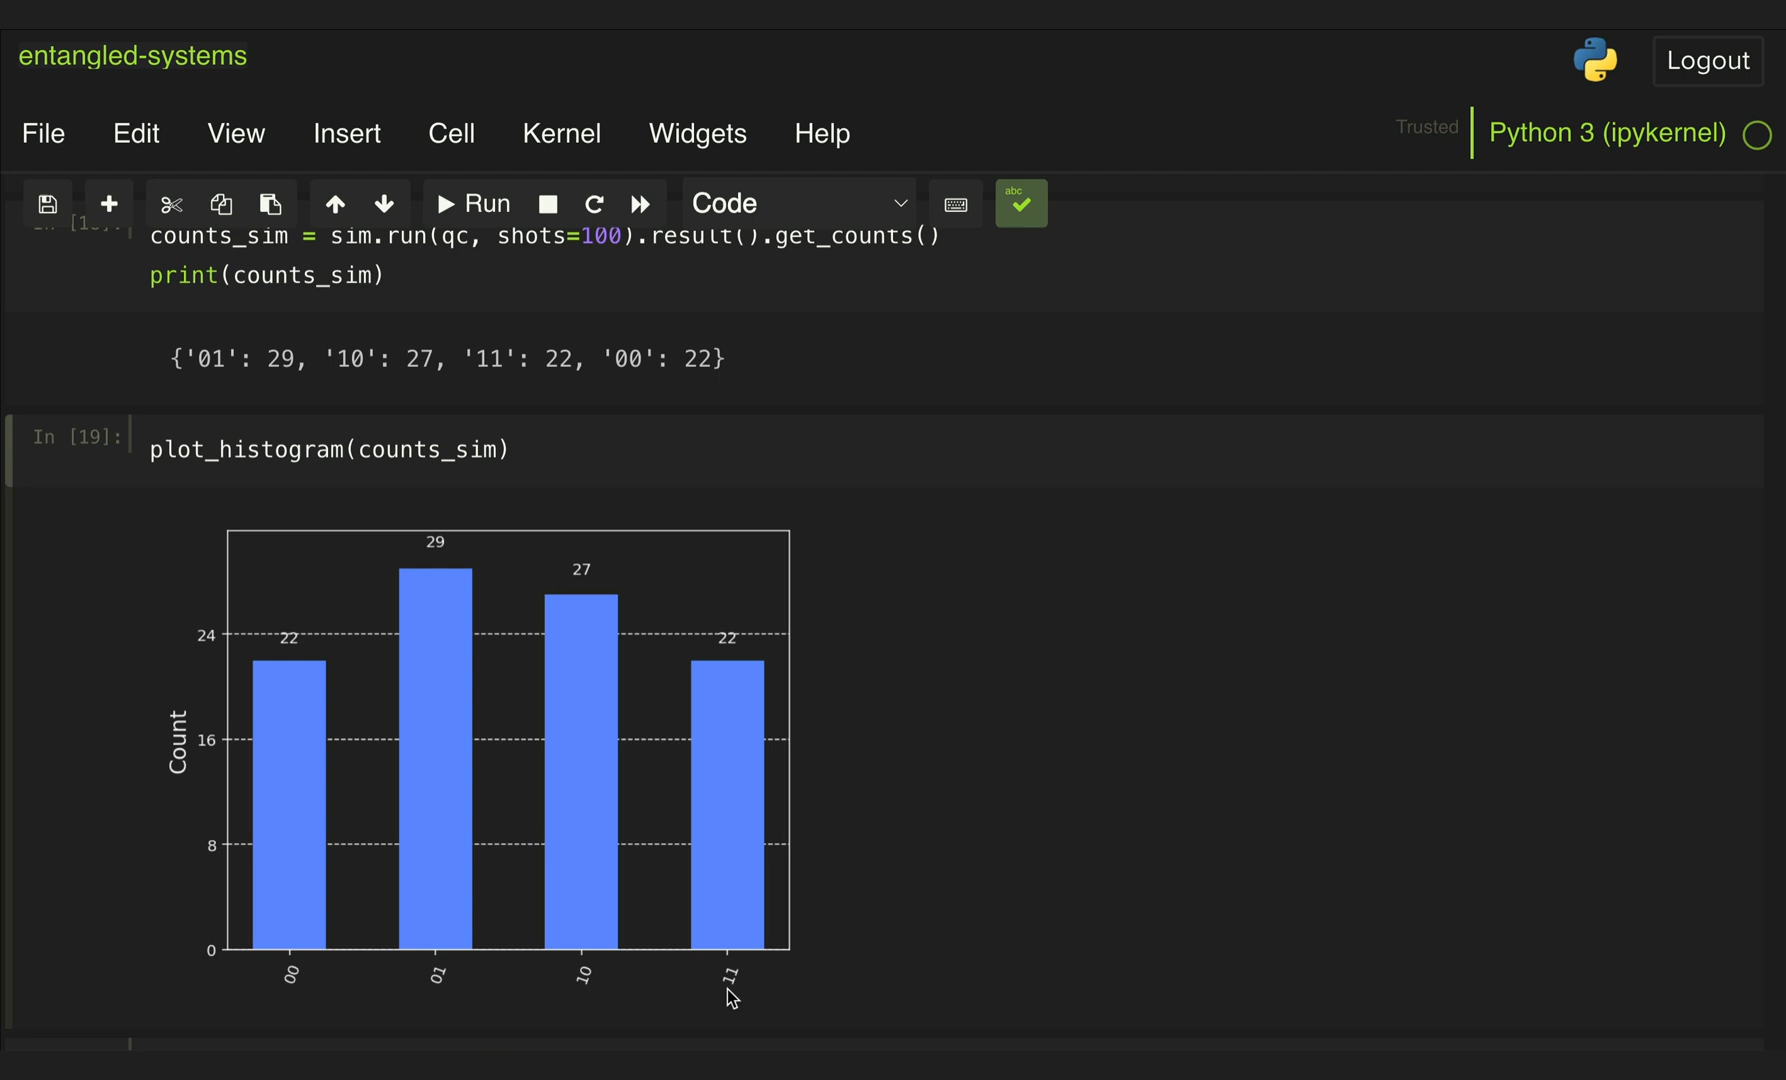 entangled-systems
Logout
File Edit View Insert Cell Kernel Widgets Help
Trusted Python 3 (ipykernel)
Run Code abc
counts_sim = sim.run(qc, shots=100).result().get_counts()
print(counts_sim)
{'01': 29, '10': 27, '11': 22, '00': 22}
In [19]: plot_histogram(counts_sim)
29
27
24 22 22
Count
16
8
0
00 01 10 11